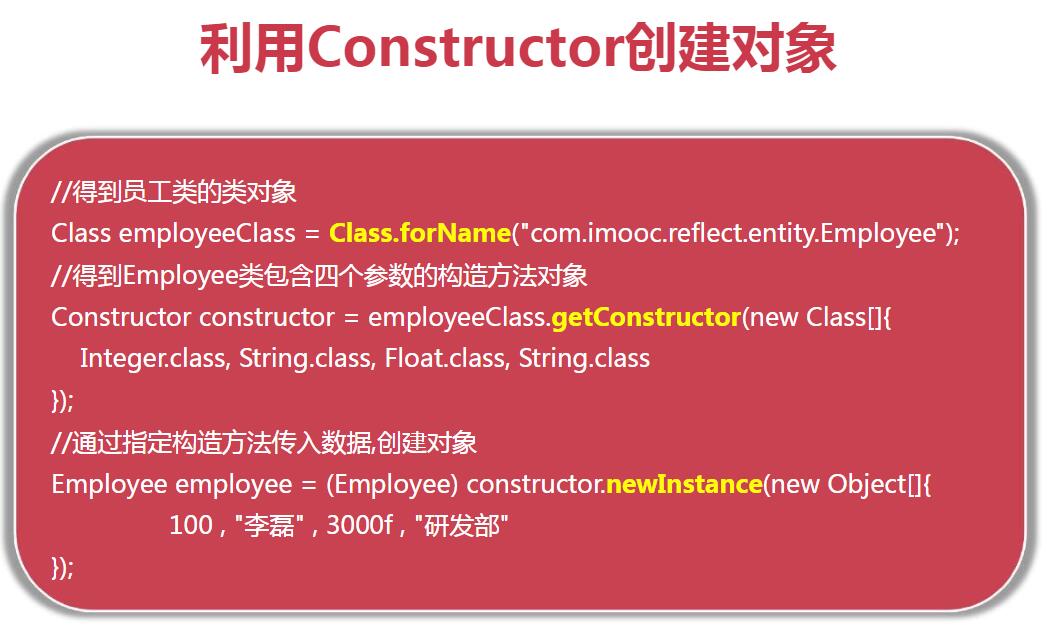 利用Constructor创建对象
//得到员工类的类对象
Class employeeClass = Class.forName("com.imooc.reflect.entity.Employee");
//得到Employee类包含四个参数的构造方法对象
Constructor constructor = employeeClass.getConstructor(new Class[]{
Integer.class, String.class, Float.class, String.class
});
//通过指定构造方法传入数据,创建对象
Employee employee = (Employee) constructor.newInstance(new Object[]{
100 , "李磊" , 3000f , "研发部"
});